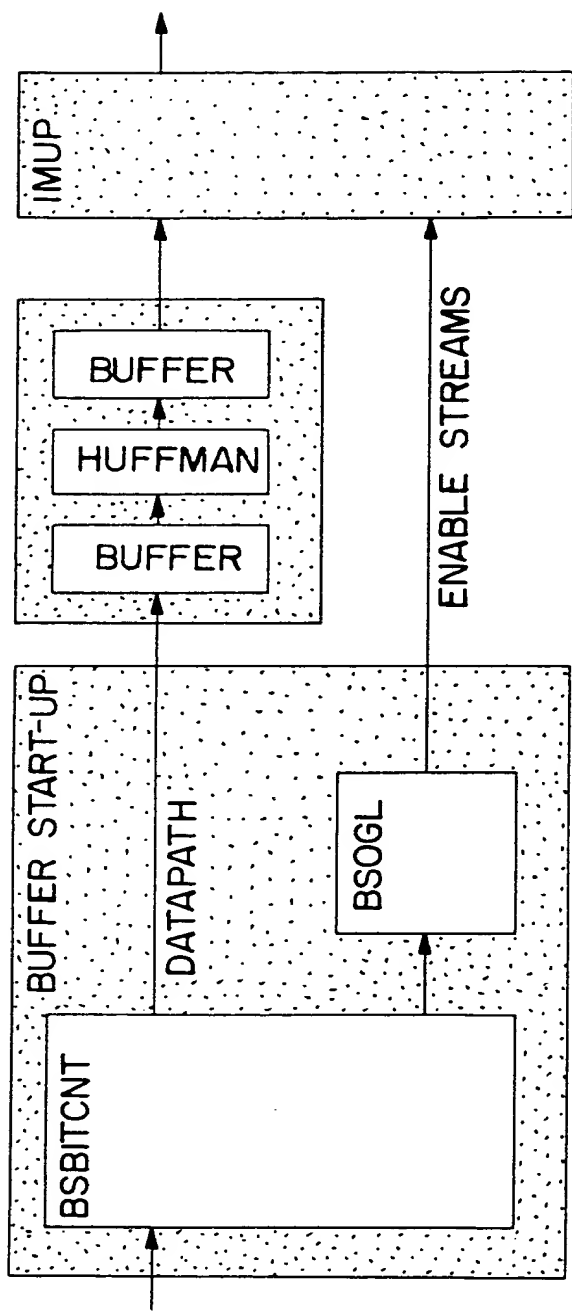 BUFFER START-UP
BSBITCNT
DATAPATH
BSOGL
BUFFER
HUFFMAN
BUFFER
ENABLE STREAMS
IMUP